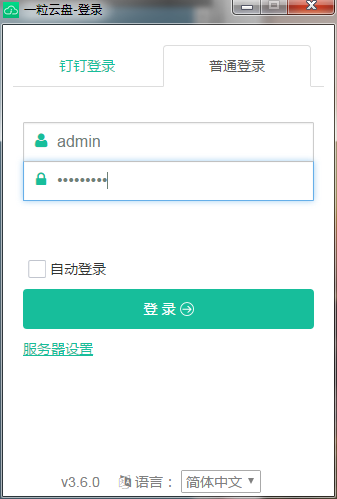 一粒云盘-登录
钉钉登录 普通登录
admin
•••••••••
自动登录
登 录
服务器设置
v3.6.0 语言： 简体中文